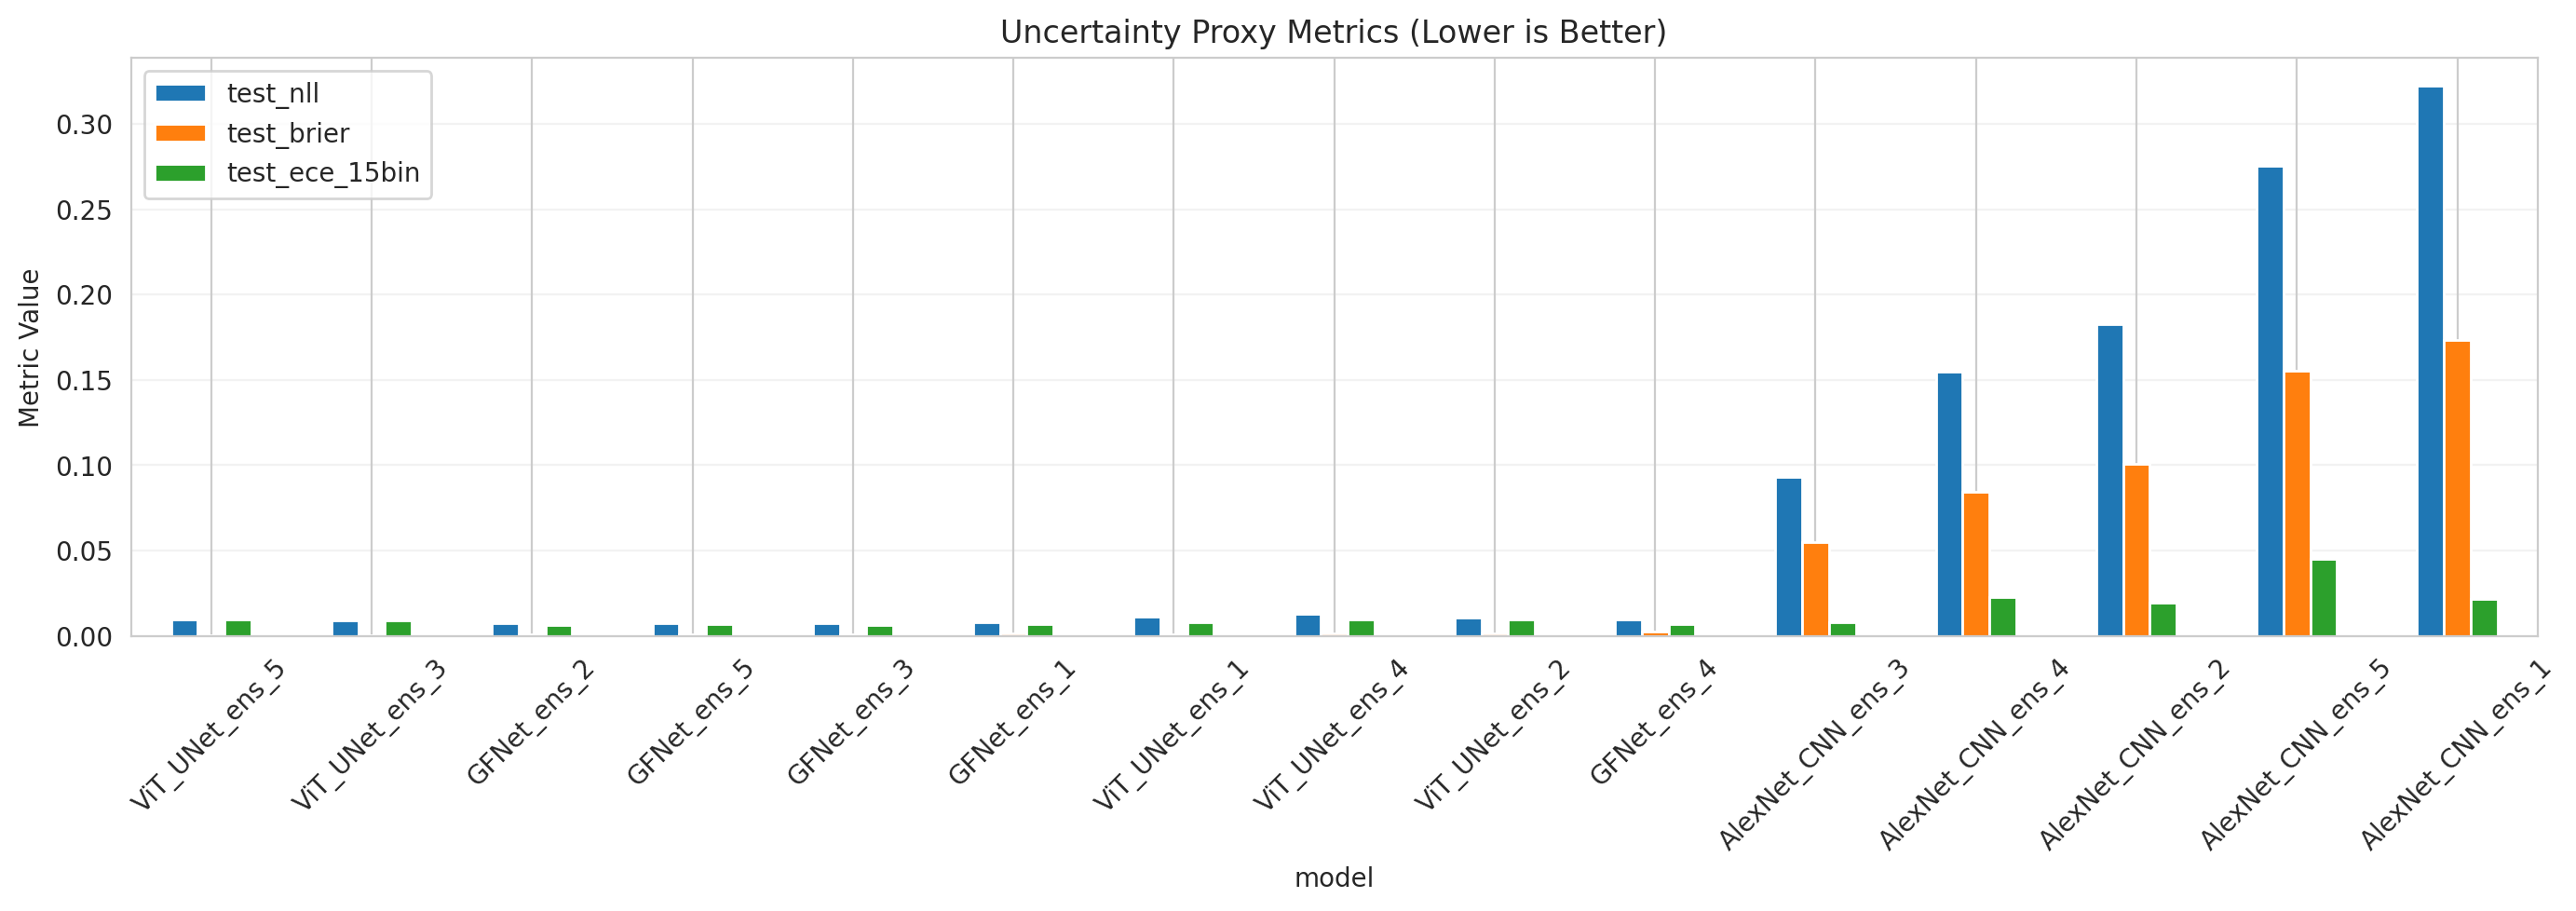 Uncertainty Proxy Metrics (Lower is Better)
test_nll
test_brier
test_ece_15bin
Metric Value
0.30
0.25
0.20
0.15
0.10
0.05
0.00
ViT_UNet_ens_5
ViT_UNet_ens_3
GFNet_ens_2
GFNet_ens_5
GFNet_ens_3
GFNet_ens_1
ViT_UNet_ens_1
ViT_UNet_ens_4
ViT_UNet_ens_2
GFNet_ens_4
AlexNet_CNN_ens_3
AlexNet_CNN_ens_4
AlexNet_CNN_ens_2
AlexNet_CNN_ens_5
AlexNet_CNN_ens_1
model